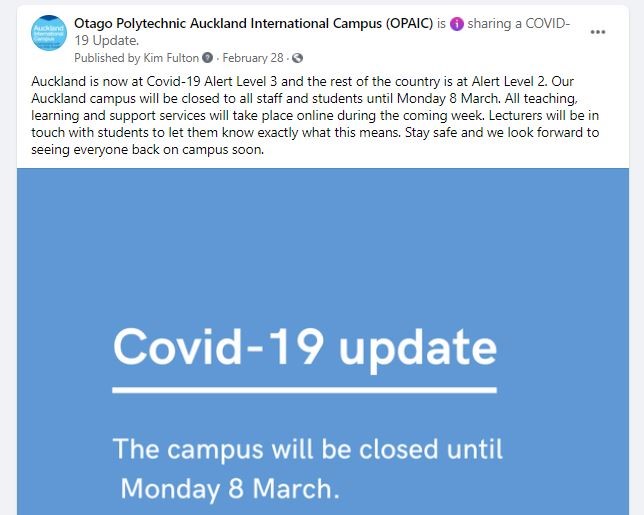 Auckland
International
Campus
Otago Polytechnic Auckland International Campus (OPAIC) is sharing a COVID-
19 Update.
Published by Kim Fulton · February 28 ·
Auckland is now at Covid-19 Alert Level 3 and the rest of the country is at Alert Level 2. Our
Auckland campus will be closed to all staff and students until Monday 8 March. All teaching,
learning and support services will take place online during the coming week. Lecturers will be in
touch with students to let them know exactly what this means. Stay safe and we look forward to
seeing everyone back on campus soon.
Covid-19 update
The campus will be closed until
Monday 8 March.